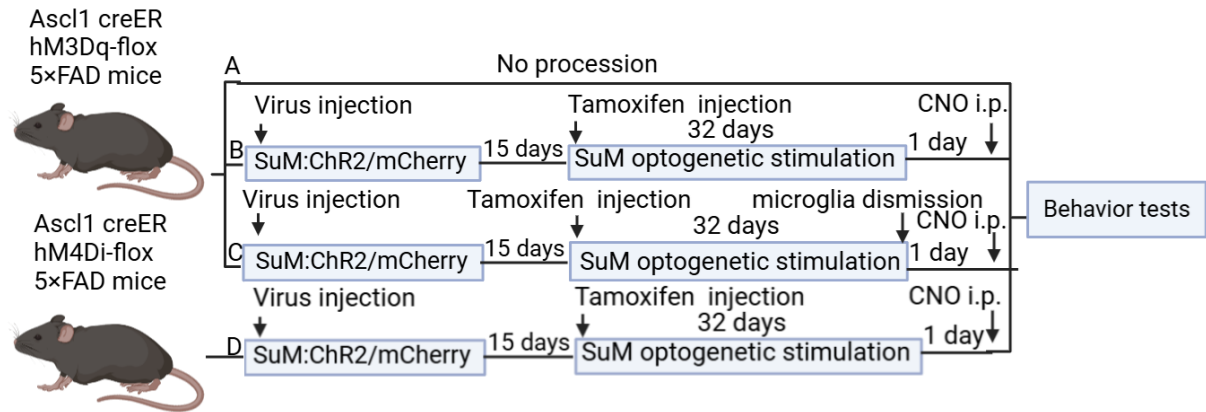 Ascl1 creER
hM3Dq-flox
5×FAD mice
A
No procession
Virus injection
Tamoxifen injection
CNO i.p.
32 days
B
SuM:ChR2/mCherry
15 days
SuM optogenetic stimulation
1 day
Virus injection
Tamoxifen injection
microglia dismission
32 days
CNO i.p.
C
SuM:ChR2/mCherry
15 days
SuM optogenetic stimulation
1 day
Behavior tests
Ascl1 creER
hM4Di-flox
5×FAD mice
Virus injection
Tamoxifen injection
CNO i.p.
32 days
D
SuM:ChR2/mCherry
15 days
SuM optogenetic stimulation
1 day